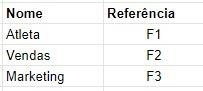 Nome Referência
Atleta F1
Vendas F2
Marketing F3